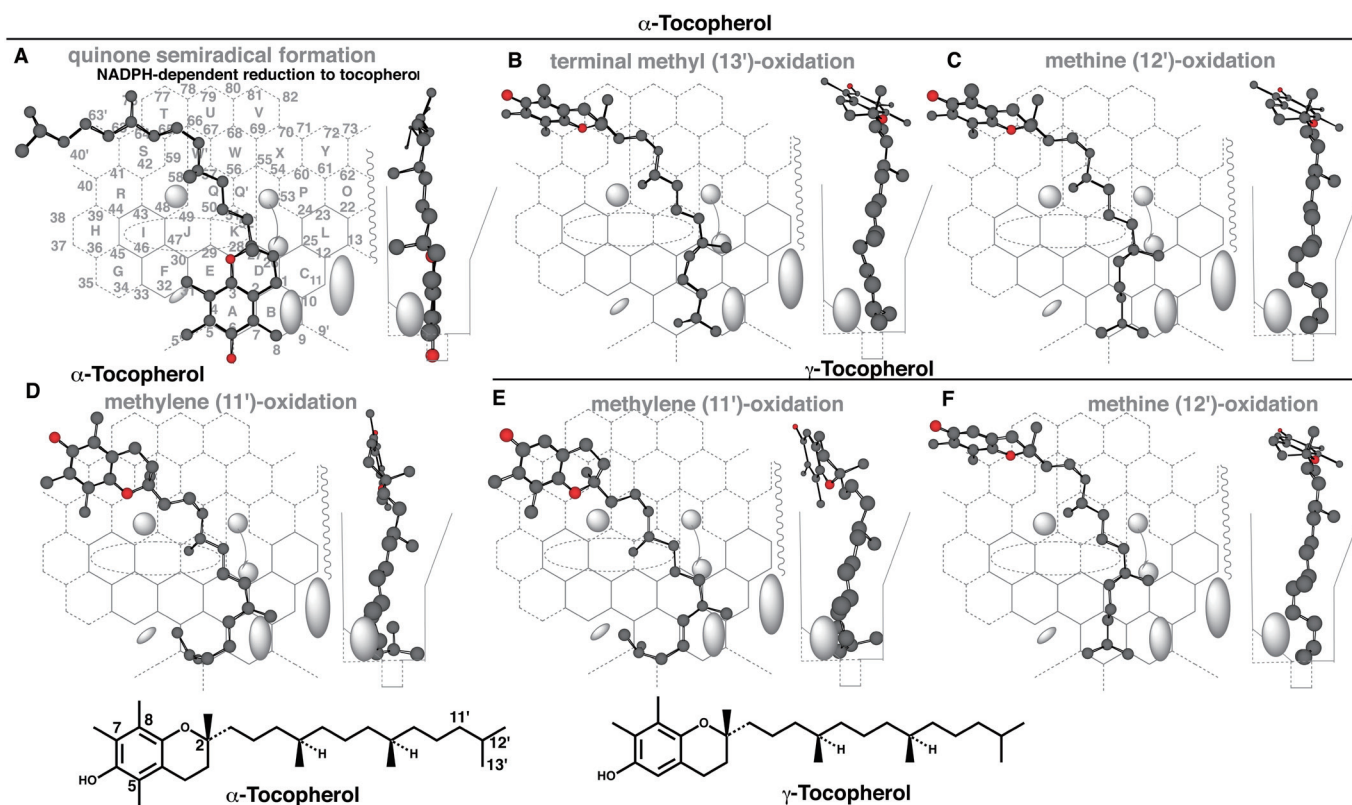 α-Tocopherol
A
quinone semiradical formation
NADPH-dependent reduction to tocopherol
B
terminal methyl (13')-oxidation
C
methine (12')-oxidation
77 78 79 80 81 82
T U V
63' 66 67 68 69 70 71 72 73
S W X Y
40' 42 59 56 55 54 61
41 58 60 62
40 R Q Q' 53 P O
44 48 50 24 22
38 39 43 49 23
H I J K L
37 36 46 47 28 25 13
45 30 29 12
G F E D C 11
35 34 32 2 1
33 3 10
4 A B
5 6 7 9 9'
5' 8
α-Tocopherol
γ-Tocopherol
D
methylene (11')-oxidation
E
methylene (11')-oxidation
F
methine (12')-oxidation
7 8 O 2 H H 11' 12' 13'
HO 5
α-Tocopherol
O H H
HO
γ-Tocopherol